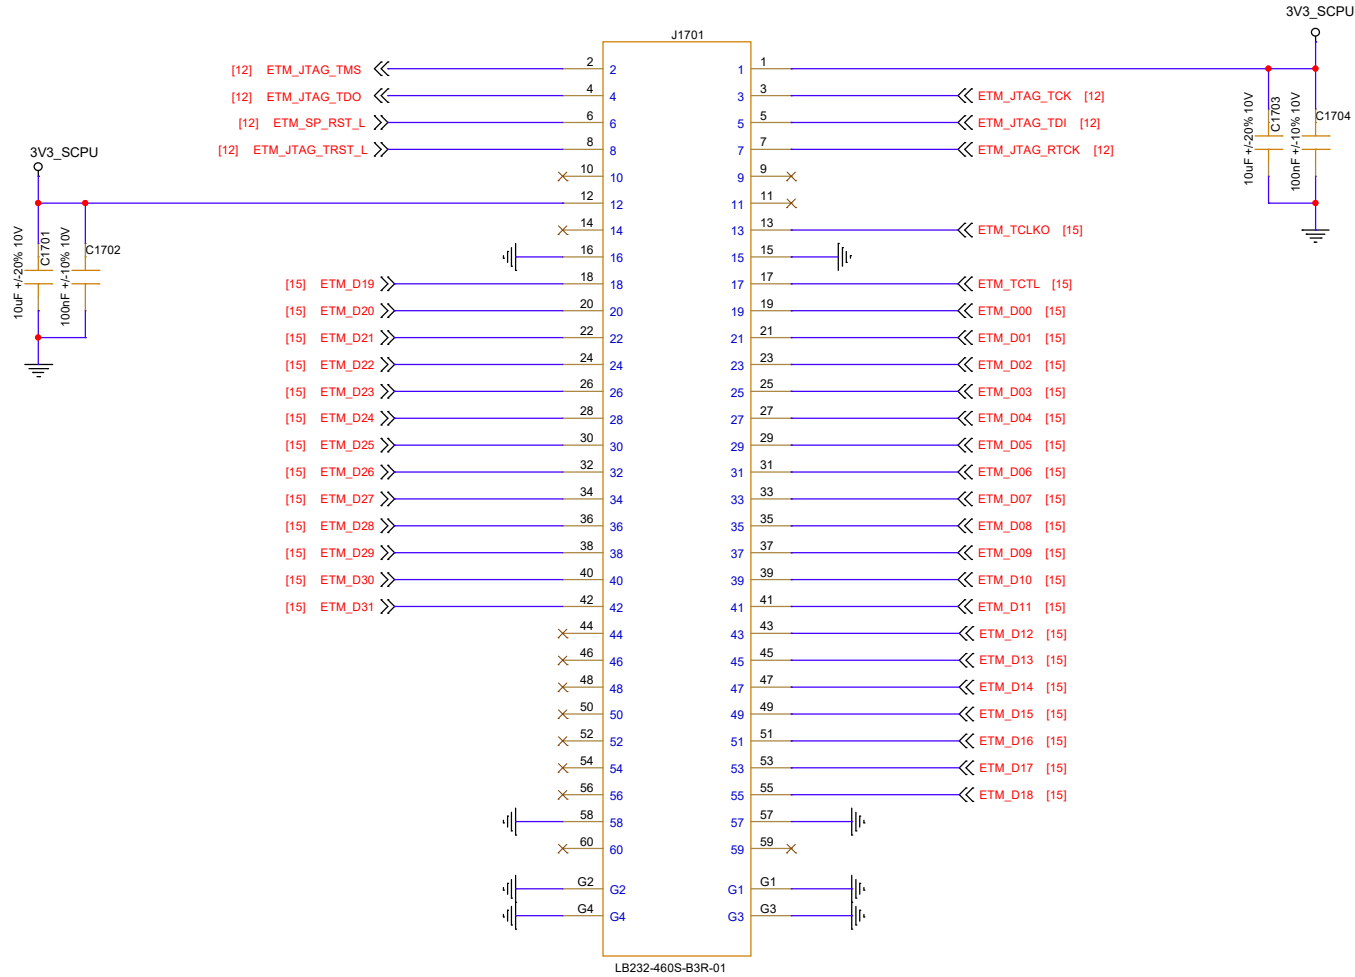 3V3_SCPU
J1701
[12] ETM_JTAG_TMS 2 2 1 1
[12] ETM_JTAG_TDO 4 4 3 3 ETM_JTAG_TCK [12]
[12] ETM_SP_RST_L 6 6 5 5 ETM_JTAG_TDI [12]
[12] ETM_JTAG_TRST_L 8 8 7 7 ETM_JTAG_RTCK [12]
10uF +/-20% 10V
C1703
100nF +/-10% 10V
C1704
3V3_SCPU
10 10 9 9
12 12 11 11
14 14 13 13 ETM_TCLKO [15]
16 16 15 15
10uF +/-20% 10V
C1701
100nF +/-10% 10V
C1702
[15] ETM_D19 18 18 17 17 ETM_TCTL [15]
[15] ETM_D20 20 20 19 19 ETM_D00 [15]
[15] ETM_D21 22 22 21 21 ETM_D01 [15]
[15] ETM_D22 24 24 23 23 ETM_D02 [15]
[15] ETM_D23 26 26 25 25 ETM_D03 [15]
[15] ETM_D24 28 28 27 27 ETM_D04 [15]
[15] ETM_D25 30 30 29 29 ETM_D05 [15]
[15] ETM_D26 32 32 31 31 ETM_D06 [15]
[15] ETM_D27 34 34 33 33 ETM_D07 [15]
[15] ETM_D28 36 36 35 35 ETM_D08 [15]
[15] ETM_D29 38 38 37 37 ETM_D09 [15]
[15] ETM_D30 40 40 39 39 ETM_D10 [15]
[15] ETM_D31 42 42 41 41 ETM_D11 [15]
44 44 43 43 ETM_D12 [15]
46 46 45 45 ETM_D13 [15]
48 48 47 47 ETM_D14 [15]
50 50 49 49 ETM_D15 [15]
52 52 51 51 ETM_D16 [15]
54 54 53 53 ETM_D17 [15]
56 56 55 55 ETM_D18 [15]
58 58 57 57
60 60 59 59
G2 G2 G1 G1
G4 G4 G3 G3
LB232-460S-B3R-01